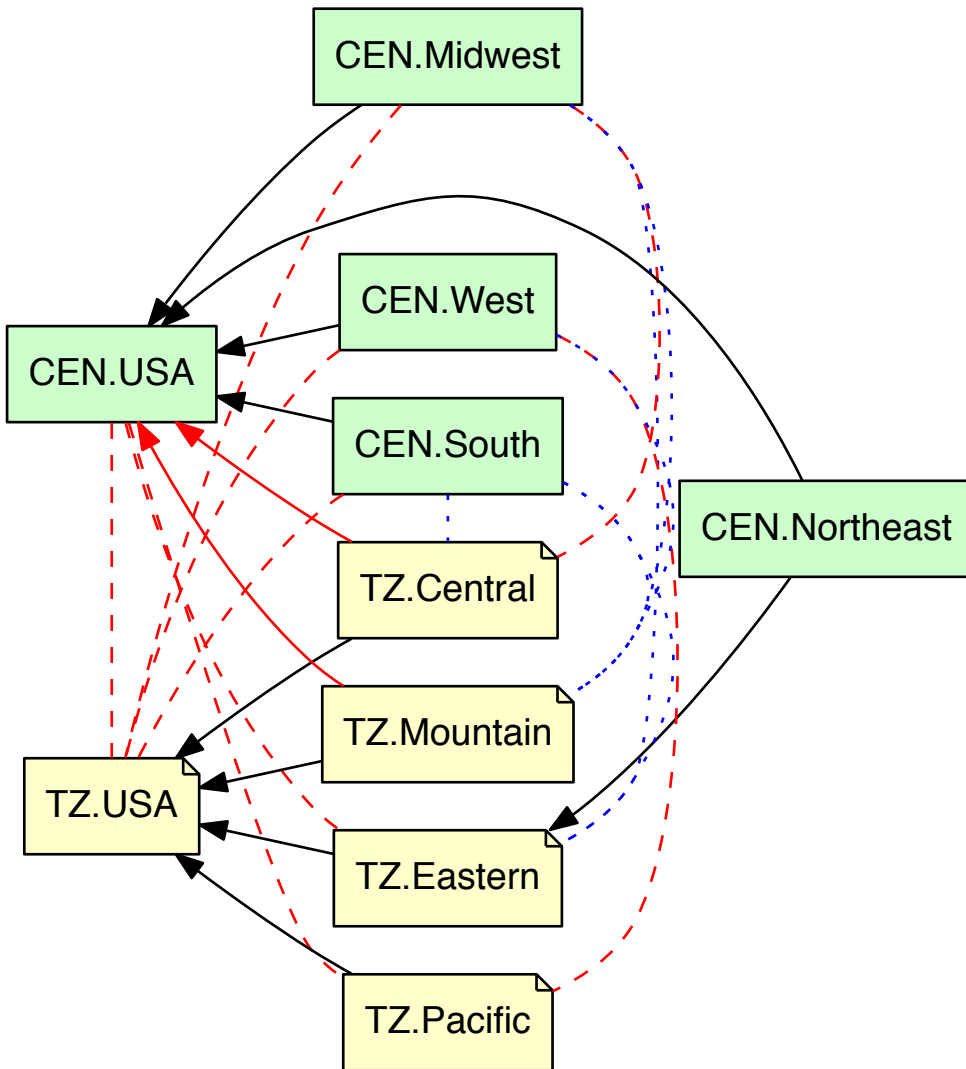 CEN.Midwest
CEN.West
CEN.USA
CEN.South
CEN.Northeast
TZ.Central
TZ.Mountain
TZ.USA
TZ.Eastern
TZ.Pacific